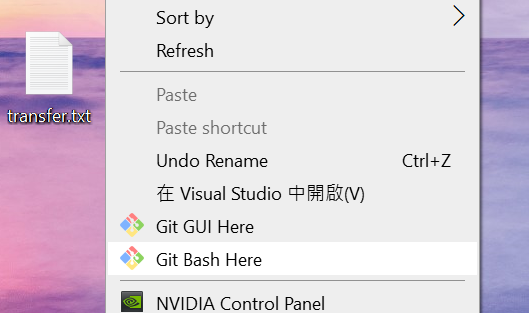 Sort by
Refresh
transfer.txt
Paste
Paste shortcut
Undo Rename Ctrl+Z
在 Visual Studio 中開啟(V)
Git GUI Here
Git Bash Here
NVIDIA Control Panel